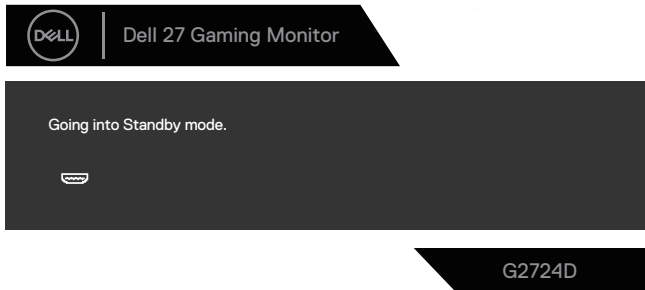 DELL
Dell 27 Gaming Monitor
Going into Standby mode.
G2724D